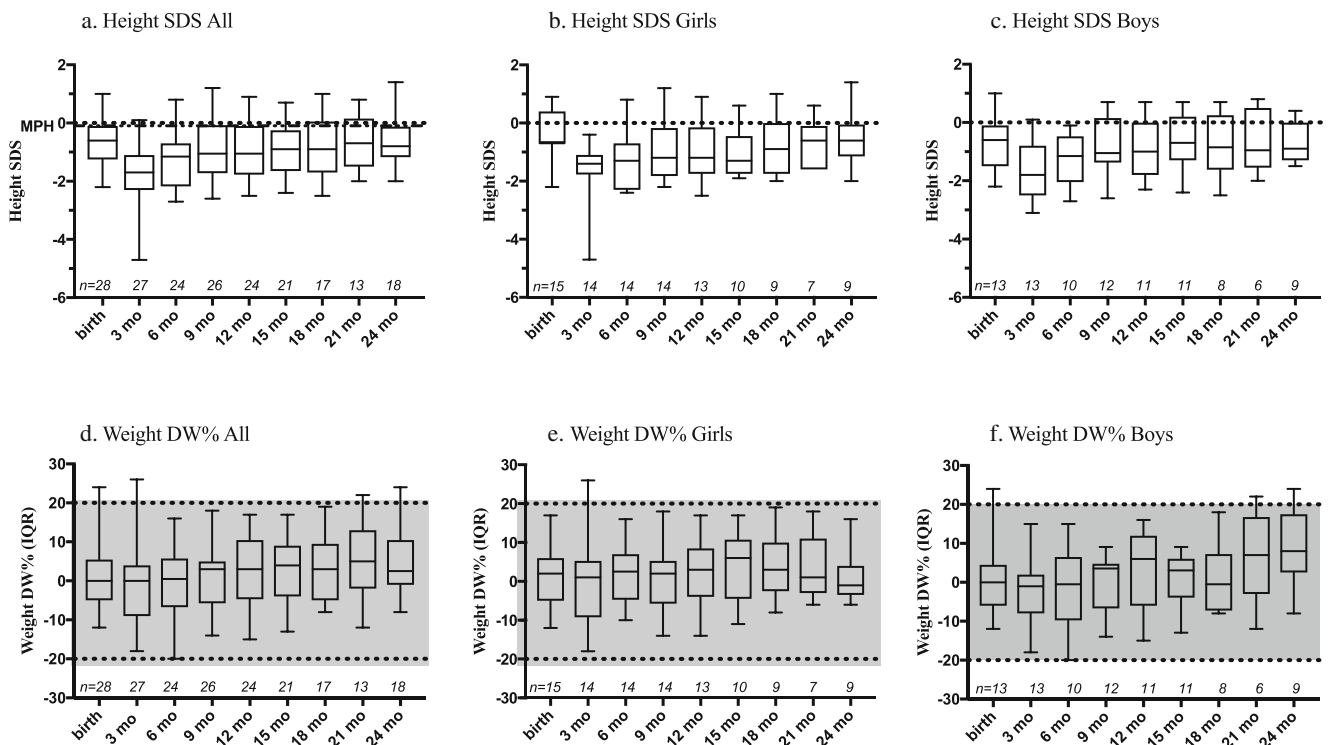 a. Height SDS All
b. Height SDS Girls
c. Height SDS Boys
Height SDS
2
MPH
0
-2
-4
-6
n=28 27 24 26 24 21 17 13 18
birth 3 mo 6 mo 9 mo 12 mo 15 mo 18 mo 21 mo 24 mo
Height SDS
2
0
-2
-4
-6
n=15 14 14 14 13 10 9 7 9
birth 3 mo 6 mo 9 mo 12 mo 15 mo 18 mo 21 mo 24 mo
Height SDS
2
0
-2
-4
-6
n=13 13 10 12 11 11 8 6 9
birth 3 mo 6 mo 9 mo 12 mo 15 mo 18 mo 21 mo 24 mo
d. Weight DW% All
e. Weight DW% Girls
f. Weight DW% Boys
Weight DW% (IQR)
30
20
10
0
-10
-20
-30
n=28 27 24 26 24 21 17 13 18
birth 3 mo 6 mo 9 mo 12 mo 15 mo 18 mo 21 mo 24 mo
Weight DW% (IQR)
30
20
10
0
-10
-20
-30
n=15 14 14 14 13 10 9 7 9
birth 3 mo 6 mo 9 mo 12 mo 15 mo 18 mo 21 mo 24 mo
Weight DW% (IQR)
30
20
10
0
-10
-20
-30
n=13 13 10 12 11 11 8 6 9
birth 3 mo 6 mo 9 mo 12 mo 15 mo 18 mo 21 mo 24 mo